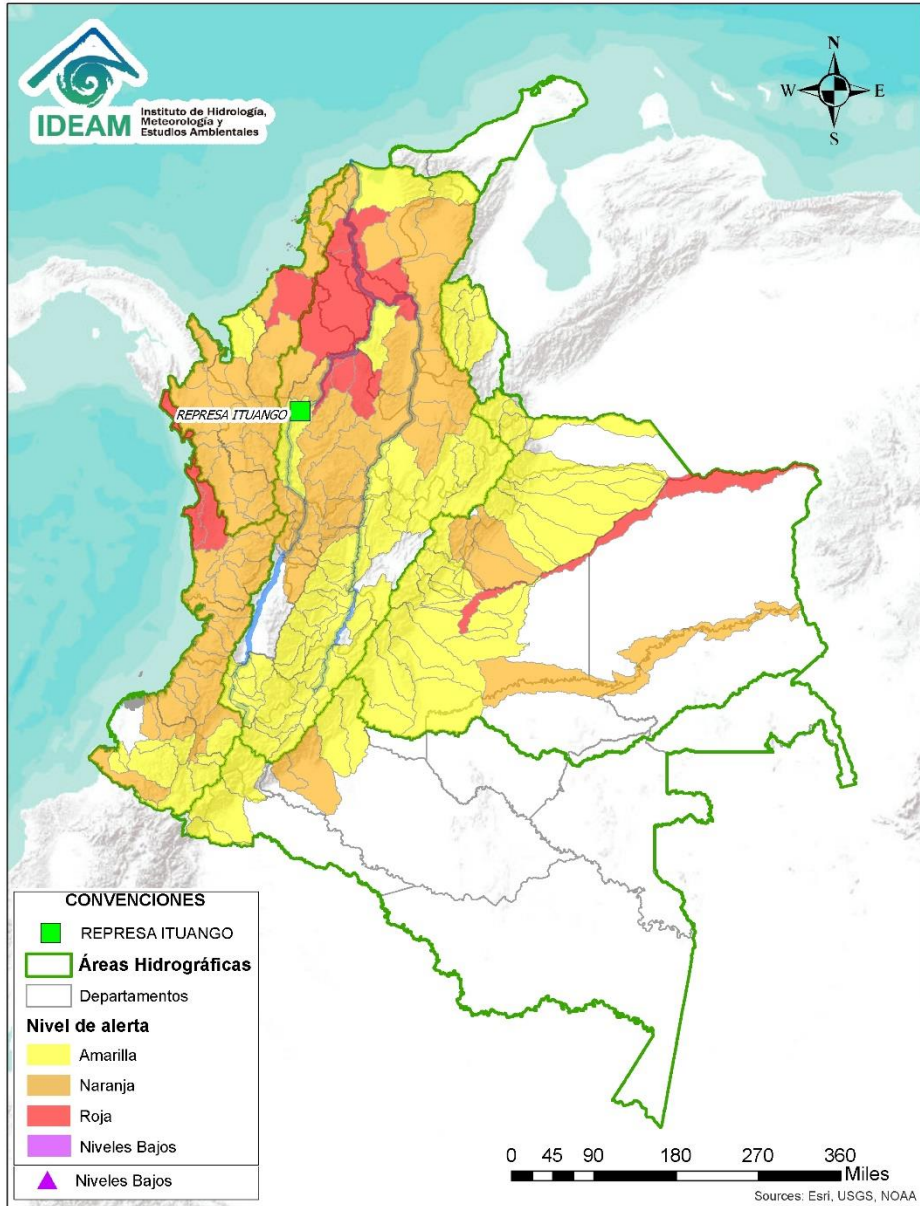 IDEAM
Instituto de Hidrología,
Meteorología y
Estudios Ambientales
N
W E
S
REPRESA ITUANGO
CONVENCIONES
REPRESA ITUANGO
Áreas Hidrográficas
Departamentos
Nivel de alerta
Amarilla
Naranja
Roja
Niveles Bajos
Niveles Bajos
0 45 90 180 270 360
Miles
Sources: Esri, USGS, NOAA